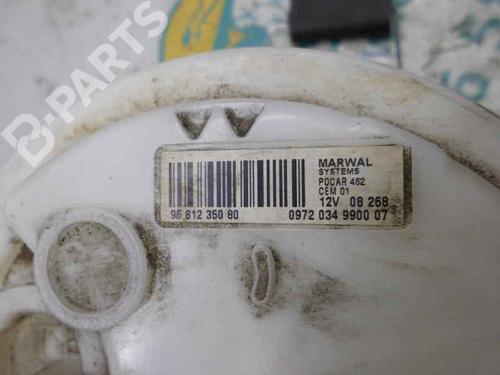 B-PARTS
MARWAL
SYSTEMS
POCAR 462
CEM 01
12V 08 268
96 812 350 80
0972 034 9900 07